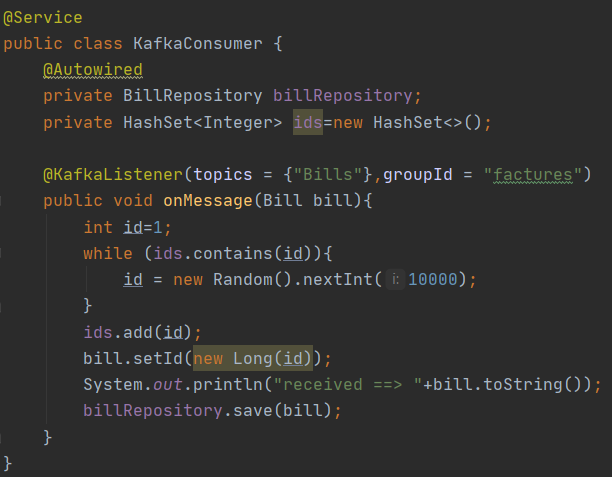 @Service
public class KafkaConsumer {
    @Autowired
    private BillRepository billRepository;
    private HashSet<Integer> ids=new HashSet<>();

    @KafkaListener(topics = {"Bills"},groupId = "factures")
    public void onMessage(Bill bill){
        int id=1;
        while (ids.contains(id)){
            id = new Random().nextInt( i: 10000);
        }
        ids.add(id);
        bill.setId(new Long(id));
        System.out.println("received ==> "+bill.toString());
        billRepository.save(bill);
    }
}